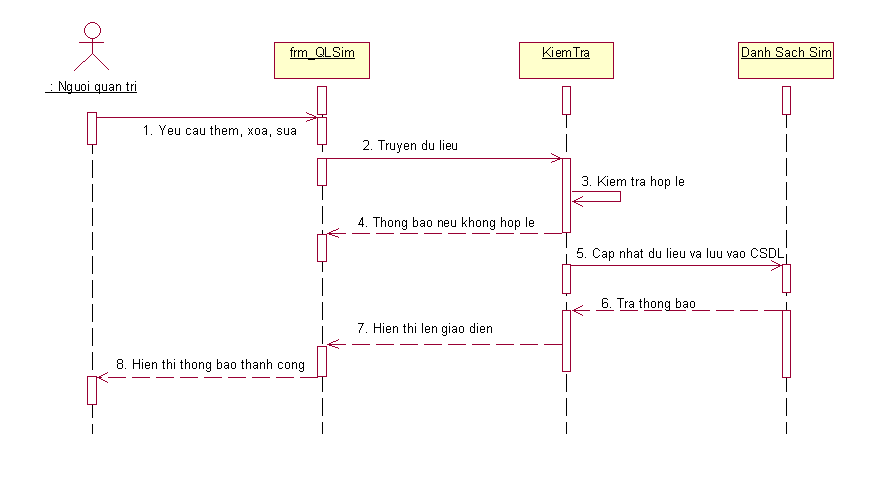 frm_QLSim
KiemTra
Danh Sach Sim
: Nguoi quan tri
1. Yeu cau them, xoa, sua
2. Truyen du lieu
3. Kiem tra hop le
4. Thong bao neu khong hop le
5. Cap nhat du lieu va luu vao CSDL
6. Tra thong bao
7. Hien thi len giao dien
8. Hien thi thong bao thanh cong